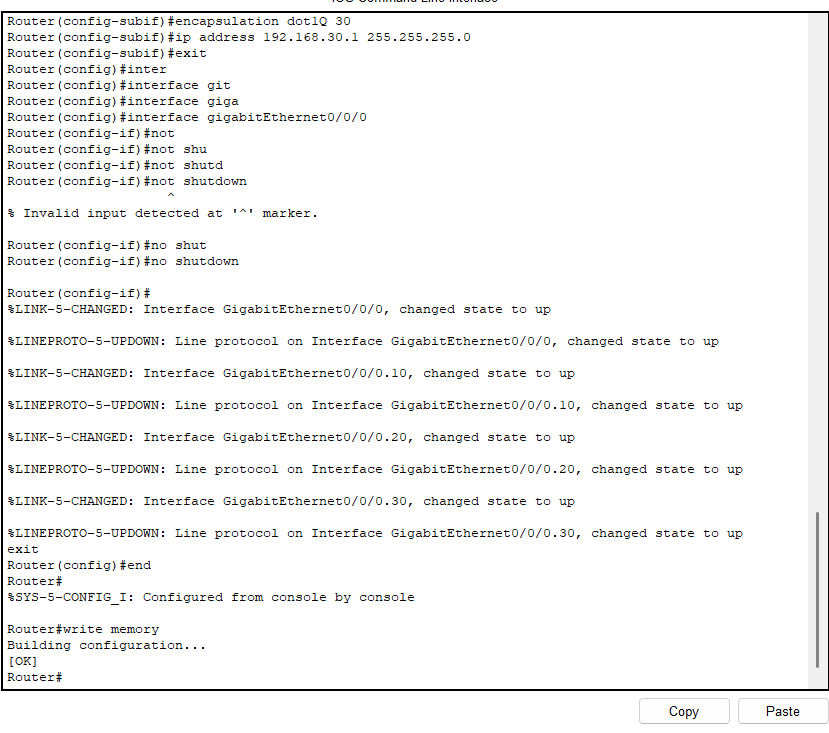 Router(config-subif)#encapsulation dot1Q 30
Router(config-subif)#ip address 192.168.30.1 255.255.255.0
Router(config-subif)#exit
Router(config)#inter
Router(config)#interface git
Router(config)#interface giga
Router(config)#interface gigabitEthernet0/0/0
Router(config-if)#not
Router(config-if)#not shu
Router(config-if)#not shutd
Router(config-if)#not shutdown
^
% Invalid input detected at '^' marker.
Router(config-if)#no shut
Router(config-if)#no shutdown
Router(config-if)#
%LINK-5-CHANGED: Interface GigabitEthernet0/0/0, changed state to up
%LINEPROTO-5-UPDOWN: Line protocol on Interface GigabitEthernet0/0/0, changed state to up
%LINK-5-CHANGED: Interface GigabitEthernet0/0/0.10, changed state to up
%LINEPROTO-5-UPDOWN: Line protocol on Interface GigabitEthernet0/0/0.10, changed state to up
%LINK-5-CHANGED: Interface GigabitEthernet0/0/0.20, changed state to up
%LINEPROTO-5-UPDOWN: Line protocol on Interface GigabitEthernet0/0/0.20, changed state to up
%LINK-5-CHANGED: Interface GigabitEthernet0/0/0.30, changed state to up
%LINEPROTO-5-UPDOWN: Line protocol on Interface GigabitEthernet0/0/0.30, changed state to up
exit
Router(config)#end
Router#
%SYS-5-CONFIG_I: Configured from console by console
Router#write memory
Building configuration...
[OK]
Router#
Copy
Paste